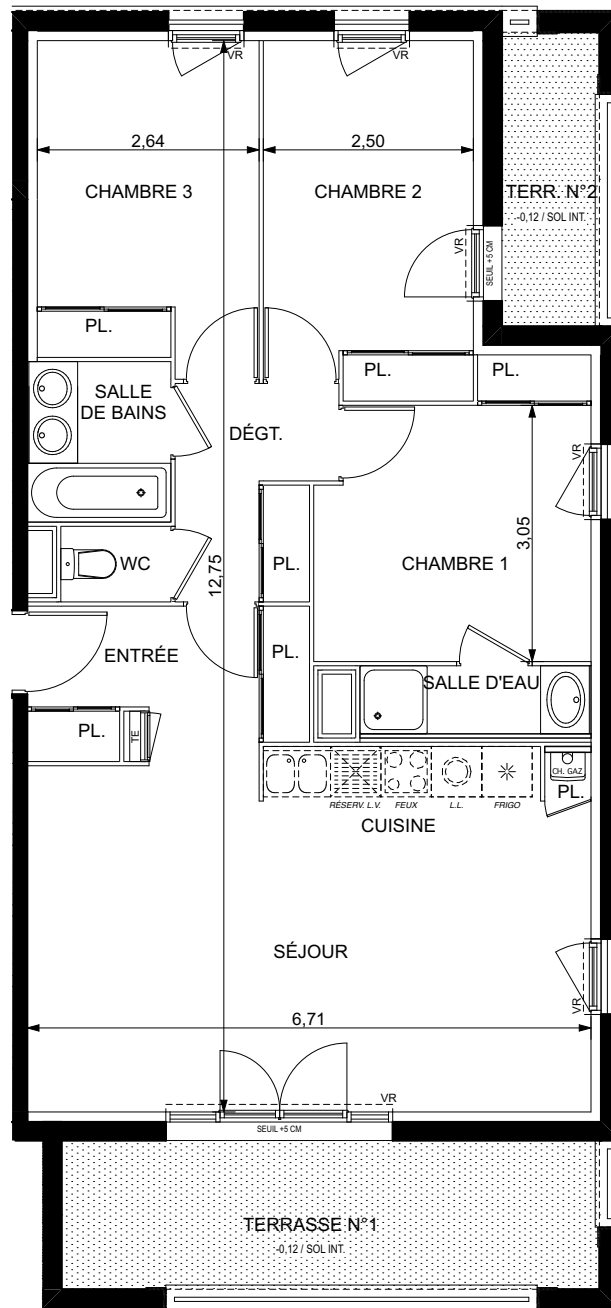 VR
VR
2,64
2,50
CHAMBRE 3
CHAMBRE 2
TERR. N°2
-0,12 / SOL INT.
VR
SEUIL +5 CM
PL.
PL.
PL.
SALLE
DE BAINS
DÉGT.
VR
3,05
WC
12,75
PL.
CHAMBRE 1
ENTRÉE
PL.
SALLE D'EAU
PL.
TE
CH. GAZ
PL.
RÉSERV. L.V.
FEUX
L.L.
FRIGO
CUISINE
SÉJOUR
VR
6,71
VR
SEUIL +5 CM
TERRASSE N°1
-0,12 / SOL INT.